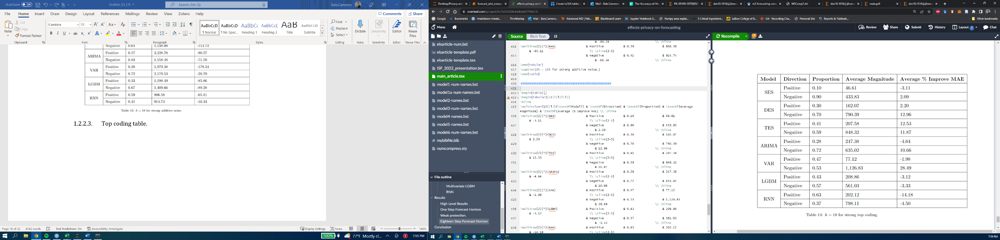 AutoSave Off Outline_V3_CB Search (Alt+Q) Bale,Cameron
File Home Insert Draw Design Layout References Mailings Review View Zotero Help Comments Share
Paste Cut Copy Format Painter Cambria 12 Find Replace Select Dictate Sensitivity Editor Reuse Files
AaBbCcD AaBbCcD AaBbC AaBbCcC AaB AaBbCcD
¶ Normal ¶ No Spac... Heading 1 Heading 2 Title Subtitle
Clipboard Font Paragraph Styles Editing Voice Sensitivity Editor Reuse Files
Negative 0.64 1,538.00 -114.72
ARIMA
Positive 0.17 3,228.70 -90.57
Negative 0.83 1,558.48 -71.70
VAR
Positive 0.28 1,979.38 -178.34
Negative 0.72 2,179.53 -20.79
LGBM
Positive 0.33 1,198.49 -85.86
Negative 0.67 1,409.66 -89.28
RNN
Positive 0.59 806.58 -65.11
Negative 0.41 914.74 -16.34
Table 13: h = 18 for strong additive noise.
1.2.2.3. Top coding table.
Page 18 of 22 4142 words Text Predictions: On Accessibility: Investigate Display Settings Focus 140%
100% 77°F Mostly cl... 7:59 PM
Desktop/Privacy-and forecast_plot_compa effects-privacy-on-f Create LaTeX tables Mail - Bale,Cameron The-Accuracy-of-Ma PII: S0169-2070(00) doi:10.1016/j.ijforec m3 forecasting com M3Comp2.dvi doi:10.1016/j.ijforec main.pdf doi:10.1016/j.ijforec
overleaf.com/project/627b00428b4ddbeb97f9b676
Google Bookmarks rmarkdown-cheats... Throttlestop Mail - Bale,Camero... Advanced MD | Pati... Blackboard Learn Jupyter Notebook S... Numpy axes explai... 5 Critical Ingredient... LeBow College of B... Git - Recording Cha... Personal Site Reports & Publicati... Other bookmarks
Menu effects-privacy-on-forecasting Review Share Submit History Layout Chat
Source Rich Text Ω Recompile
elsarticle-num.bst
elsarticle-template.pdf
elsarticle-template.tex
ISF_2022_presentation.tex
main_article.tex
model1-num-names.bst
model1a-num-names.bst
model2-names.bst
model3-num-names.bst
model4-names.bst
model5-names.bst
model6-num-names.bst
mybibfile.bib
numcompress.sty
File outline
Multivariate LGBM
RNN
Results
High Level Results
One Step Forecast Horizon
Weak protection.
Eighteen Step Forecast Horizon
Conclusion
& -89.28 \\ \hline
414 \multirow{2}{*}{RNN} & Positive & 0.59 & 806.58
& -65.11 \\ \cline{2-5}
415 & Negative & 0.41 & 914.74
& -16.34 \\ \hline
416 \end{tabular}
417 \caption{$h = 18$ for strong additive noise.}
418 \end{table}
419
420
421
422 \begin{table}[]
423 \begin{tabular}{|c|l|l|l|l|}
424 \hline
425 \multicolumn{1}{|l|}{\textbf{Model}} & \textbf{Direction} & \textbf{Proportion} & \textbf{Average
Magnitude} & \textbf{Average \% Improve MAE} \\ \hline
426 \multirow{2}{*}{SES} & Positive & 0.10 & 46.61
& -3.11 \\ \cline{2-5}
427 & Negative & 0.90 & 433.83
& 2.09 \\ \hline
428 \multirow{2}{*}{DES} & Positive & 0.30 & 162.07
& 2.20 \\ \cline{2-5}
429 & Negative & 0.70 & 790.39
& 12.96 \\ \hline
430 \multirow{2}{*}{TES} & Positive & 0.41 & 207.58
& 12.53 \\ \cline{2-5}
431 & Negative & 0.59 & 848.32
& 11.87 \\ \hline
432 \multirow{2}{*}{ARIMA} & Positive & 0.28 & 247.38
& -4.64 \\ \cline{2-5}
433 & Negative & 0.72 & 635.02
& 10.66 \\ \hline
434 \multirow{2}{*}{VAR} & Positive & 0.47 & 77.12
& -1.98 \\ \cline{2-5}
435 & Negative & 0.53 & 1,126.83
& 28.49 \\ \hline
436 \multirow{2}{*}{LGBM} & Positive & 0.43 & 208.86
& -3.12 \\ \cline{2-5}
437 & Negative & 0.57 & 561.03
& -3.33 \\ \hline
438 \multirow{2}{*}{RNN} & Positive & 0.63 & 202.12
& -14.18 \\ \cline{2-5}
Model Direction Proportion Average Magnitude Average % Improve MAE
SES
Positive 0.10 46.61 -3.11
Negative 0.90 433.83 2.09
DES
Positive 0.30 162.07 2.20
Negative 0.70 790.39 12.96
TES
Positive 0.41 207.58 12.53
Negative 0.59 848.32 11.87
ARIMA
Positive 0.28 247.38 -4.64
Negative 0.72 635.02 10.66
VAR
Positive 0.47 77.12 -1.98
Negative 0.53 1,126.83 28.49
LGBM
Positive 0.43 208.86 -3.12
Negative 0.57 561.03 -3.33
RNN
Positive 0.63 202.12 -14.18
Negative 0.37 798.11 -4.50
Table 14: h = 18 for strong top coding.
7:59 PM